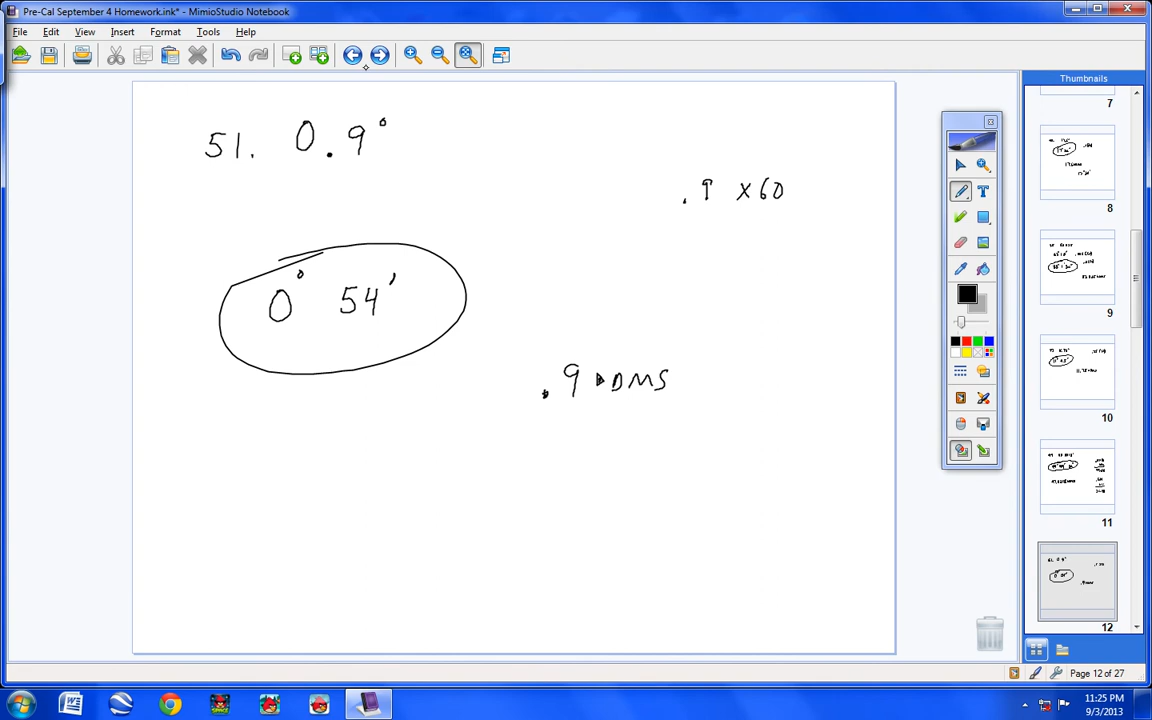 Pre-Cal September 4 Homework.ink* - MimioStudio Notebook
File Edit View Insert Format Tools Help
Thumbnails
51. 0.9°
.9 x60
0° 54'
.9 ▸DMS
7
8
9
10
11
12
Page 12 of 27
11:25 PM
9/3/2013